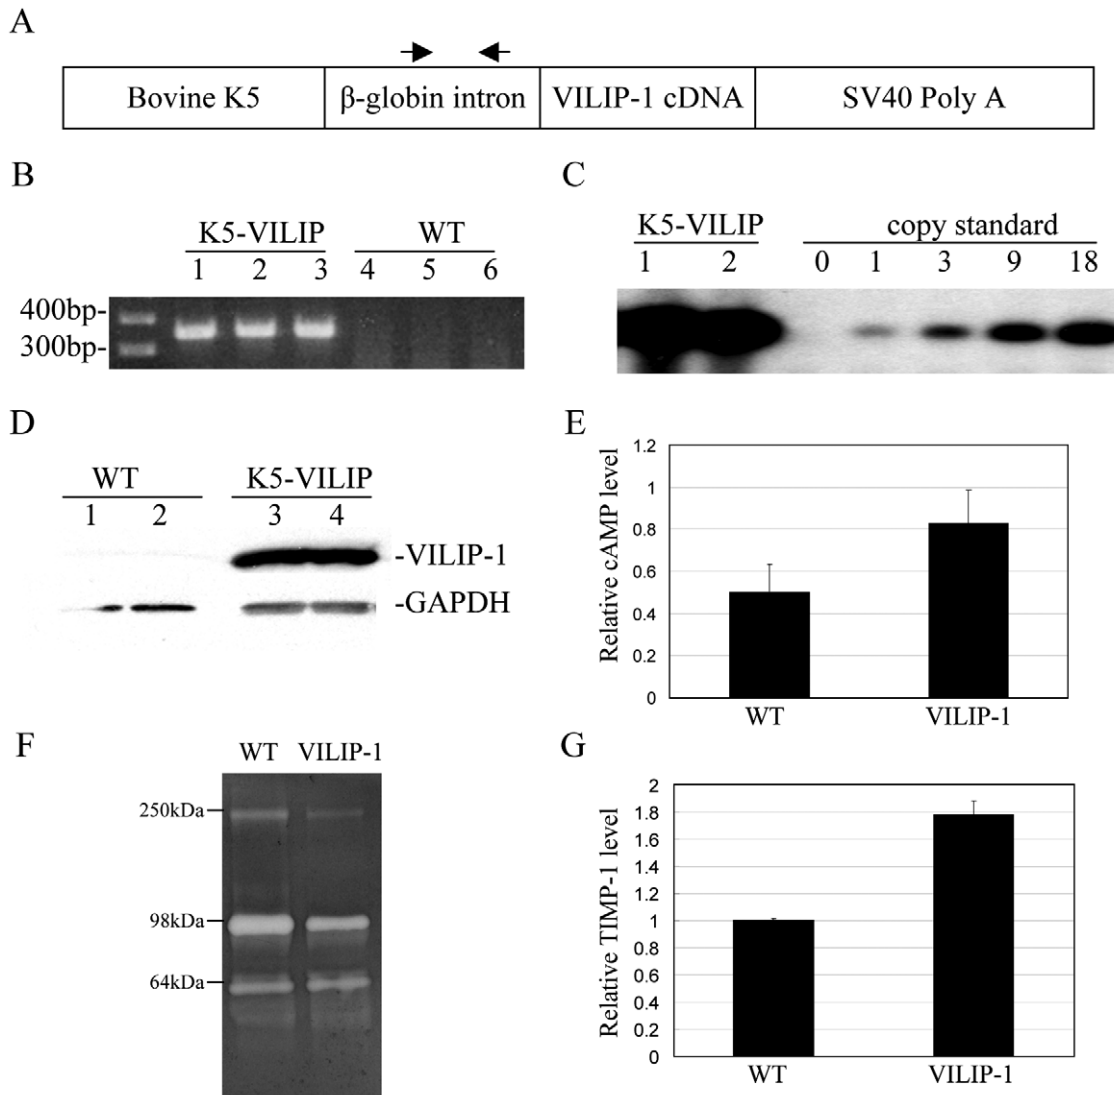 A
Bovine K5 β-globin intron VILIP-1 cDNA SV40 Poly A
B
K5-VILIP WT
1 2 3 4 5 6
400bp-
300bp-
C
K5-VILIP copy standard
1 2 0 1 3 9 18
D
WT K5-VILIP
1 2 3 4
-VILIP-1
-GAPDH
E
Relative cAMP level
1.2
1
0.8
0.6
0.4
0.2
0
WT VILIP-1
F
WT VILIP-1
250kDa
98kDa
64kDa
G
Relative TIMP-1 level
2
1.8
1.6
1.4
1.2
1
0.8
0.6
0.4
0.2
0
WT VILIP-1